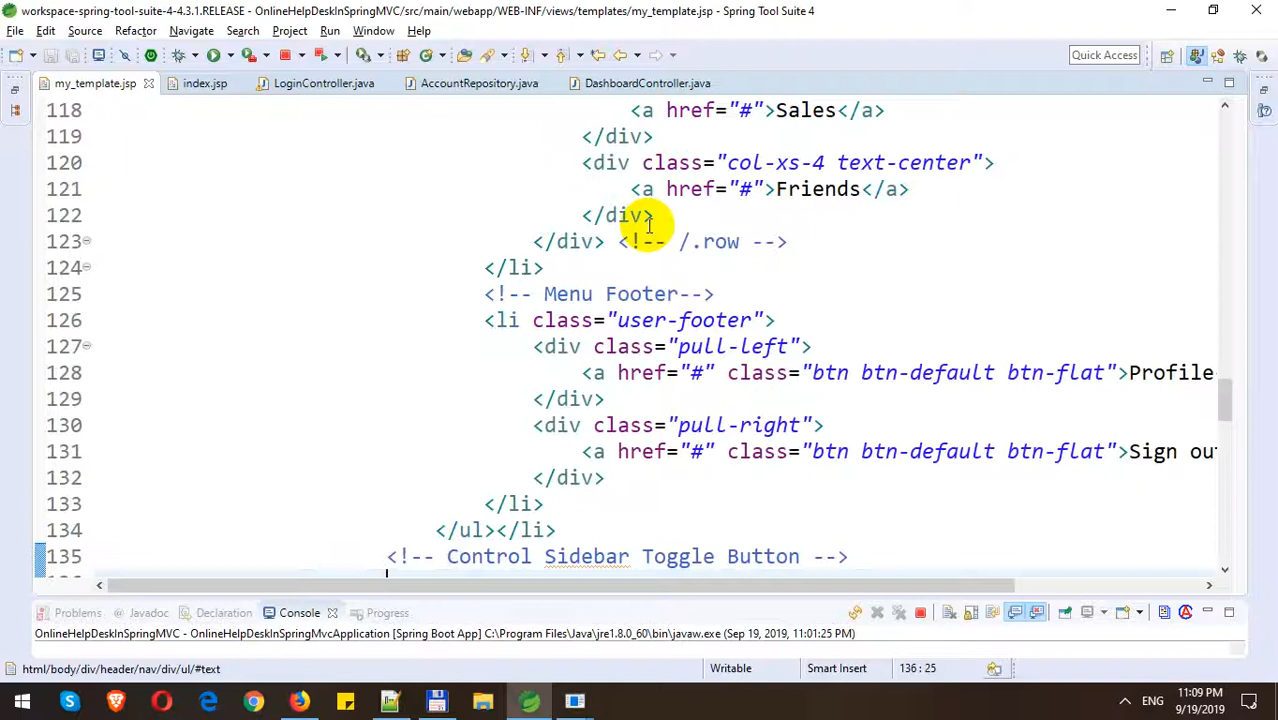 workspace-spring-tool-suite-4-4.3.1.RELEASE - OnlineHelpDeskInSpringMVC/src/main/webapp/WEB-INF/views/templates/my_template.jsp - Spring Tool Suite 4
File Edit Source Refactor Navigate Search Project Run Window Help
Quick Access
my_template.jsp index.jsp LoginController.java AccountRepository.java DashboardController.java
118 <a href="#">Sales</a>
119 </div>
120 <div class="col-xs-4 text-center">
121 <a href="#">Friends</a>
122 </div>
123 </div> <!-- /.row -->
124 </li>
125 <!-- Menu Footer-->
126 <li class="user-footer">
127 <div class="pull-left">
128 <a href="#" class="btn btn-default btn-flat">Profile
129 </div>
130 <div class="pull-right">
131 <a href="#" class="btn btn-default btn-flat">Sign out
132 </div>
133 </li>
134 </ul></li>
135 <!-- Control Sidebar Toggle Button -->
Problems Javadoc Declaration Console Progress
OnlineHelpDeskInSpringMVC - OnlineHelpDeskInSpringMvcApplication [Spring Boot App] C:\Program Files\Java\jre1.8.0_60\bin\javaw.exe (Sep 19, 2019, 11:01:25 PM)
html/body/div/header/nav/div/ul/#text Writable Smart Insert 136 : 25
ENG 11:09 PM
9/19/2019